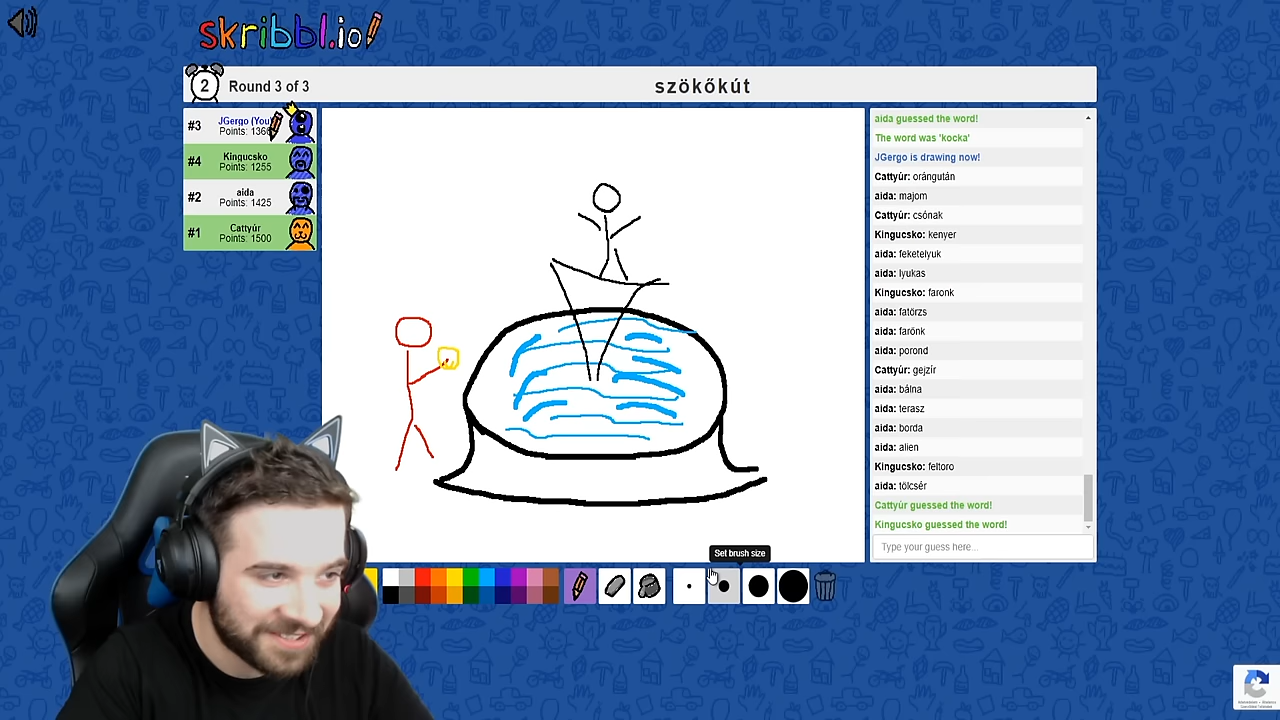 skribbl.io
2
Round 3 of 3
szökőkút
#3
JGergo (You)
Points: 1366
#4
Kingucsko
Points: 1255
#2
aida
Points: 1425
#1
Cattyúr
Points: 1500
aida guessed the word!
The word was 'kocka'
JGergo is drawing now!
Cattyúr: orángután
aida: majom
Cattyúr: csónak
Kingucsko: kenyer
aida: feketelyuk
aida: lyukas
Kingucsko: faronk
aida: fatörzs
aida: farönk
aida: porond
Cattyúr: gejzír
aida: bálna
aida: terasz
aida: borda
aida: alien
Kingucsko: feltoro
aida: tölcsér
Cattyúr guessed the word!
Kingucsko guessed the word!
Type your guess here...
Set brush size